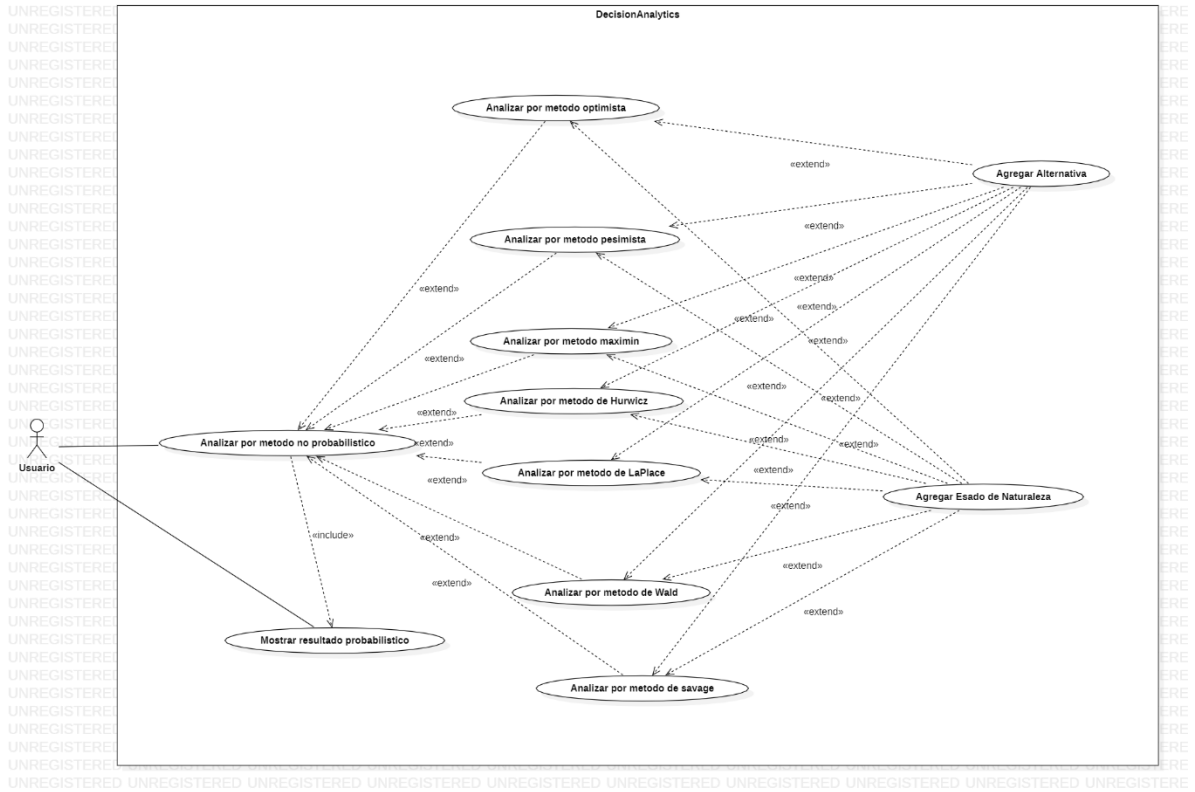 DecisionAnalytics
Analizar por metodo optimista
«extend»
Agregar Alternativa
«extend»
Analizar por metodo pesimista
«extend»
«extend»
«extend»
«extend»
Analizar por metodo maximin
«extend»
«extend»
«extend»
«extend»
Analizar por metodo de Hurwicz
«extend»
Usuario
Analizar por metodo no probabilistico
«extend»
«extend»
Analizar por metodo de LaPlace
«extend»
«extend»
Agregar Esado de Naturaleza
«extend»
«include»
«extend»
«extend»
«extend»
Analizar por metodo de Wald
«extend»
Mostrar resultado probabilistico
Analizar por metodo de savage
UNREGISTERED UNREGISTERED UNREGISTERED UNREGISTERED UNREGISTERED UNREGISTERED UNREGISTERED UNREGISTERED UNREGISTERED UNREGISTERE